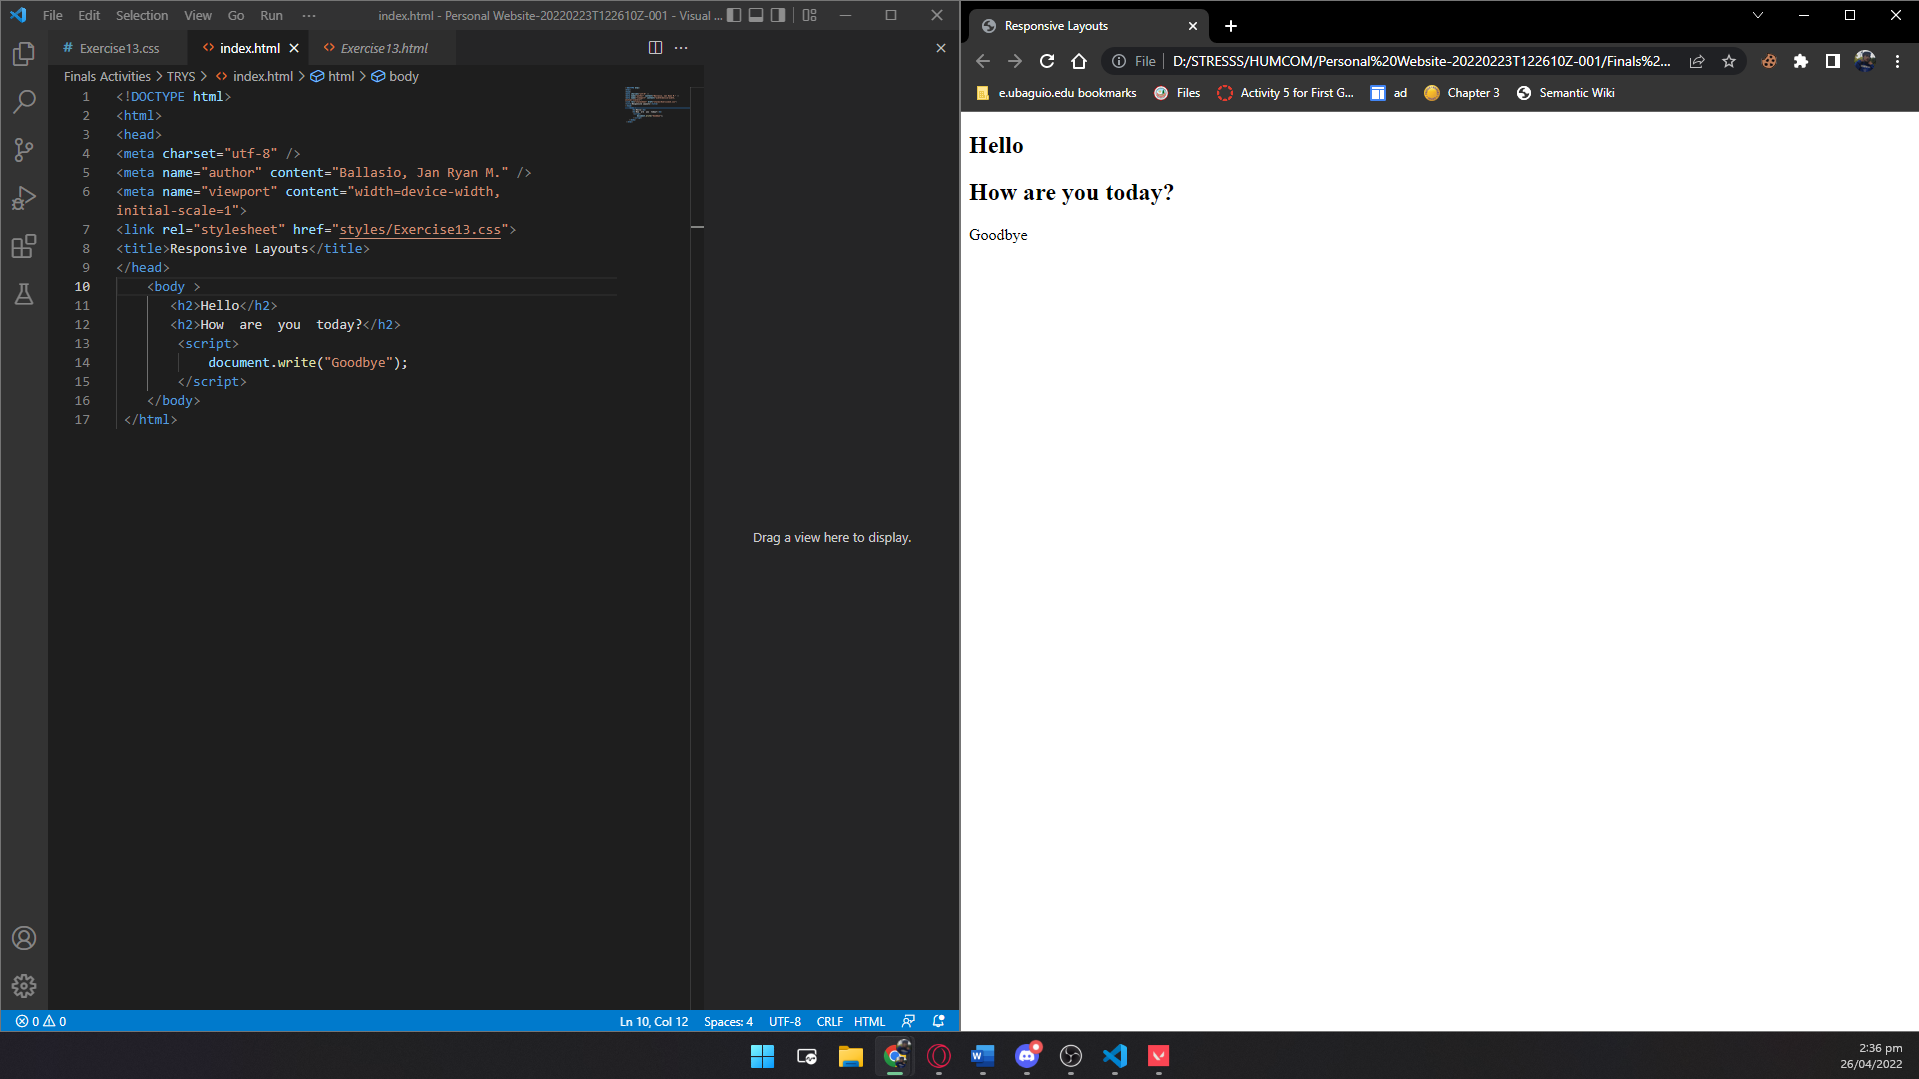 File Edit Selection View Go Run ··· index.html - Personal Website-20220223T122610Z-001 - Visual ...
# Exercise13.css <> index.html <> Exercise13.html
Finals Activities > TRYS > <> index.html > html > body
1 <!DOCTYPE html>
2 <html>
3 <head>
4 <meta charset="utf-8" />
5 <meta name="author" content="Ballasio, Jan Ryan M." />
6 <meta name="viewport" content="width=device-width,
initial-scale=1">
7 <link rel="stylesheet" href="styles/Exercise13.css">
8 <title>Responsive Layouts</title>
9 </head>
10 <body >
11 <h2>Hello</h2>
12 <h2>How  are  you  today?</h2>
13 <script>
14 document.write("Goodbye");
15 </script>
16 </body>
17 </html>
Drag a view here to display.
0 0 Ln 10, Col 12 Spaces: 4 UTF-8 CRLF HTML
Responsive Layouts
File D:/STRESSS/HUMCOM/Personal%20Website-20220223T122610Z-001/Finals%2...
e.ubaguio.edu bookmarks Files Activity 5 for First G... ad Chapter 3 Semantic Wiki
Hello
How are you today?
Goodbye
2:36 pm
26/04/2022